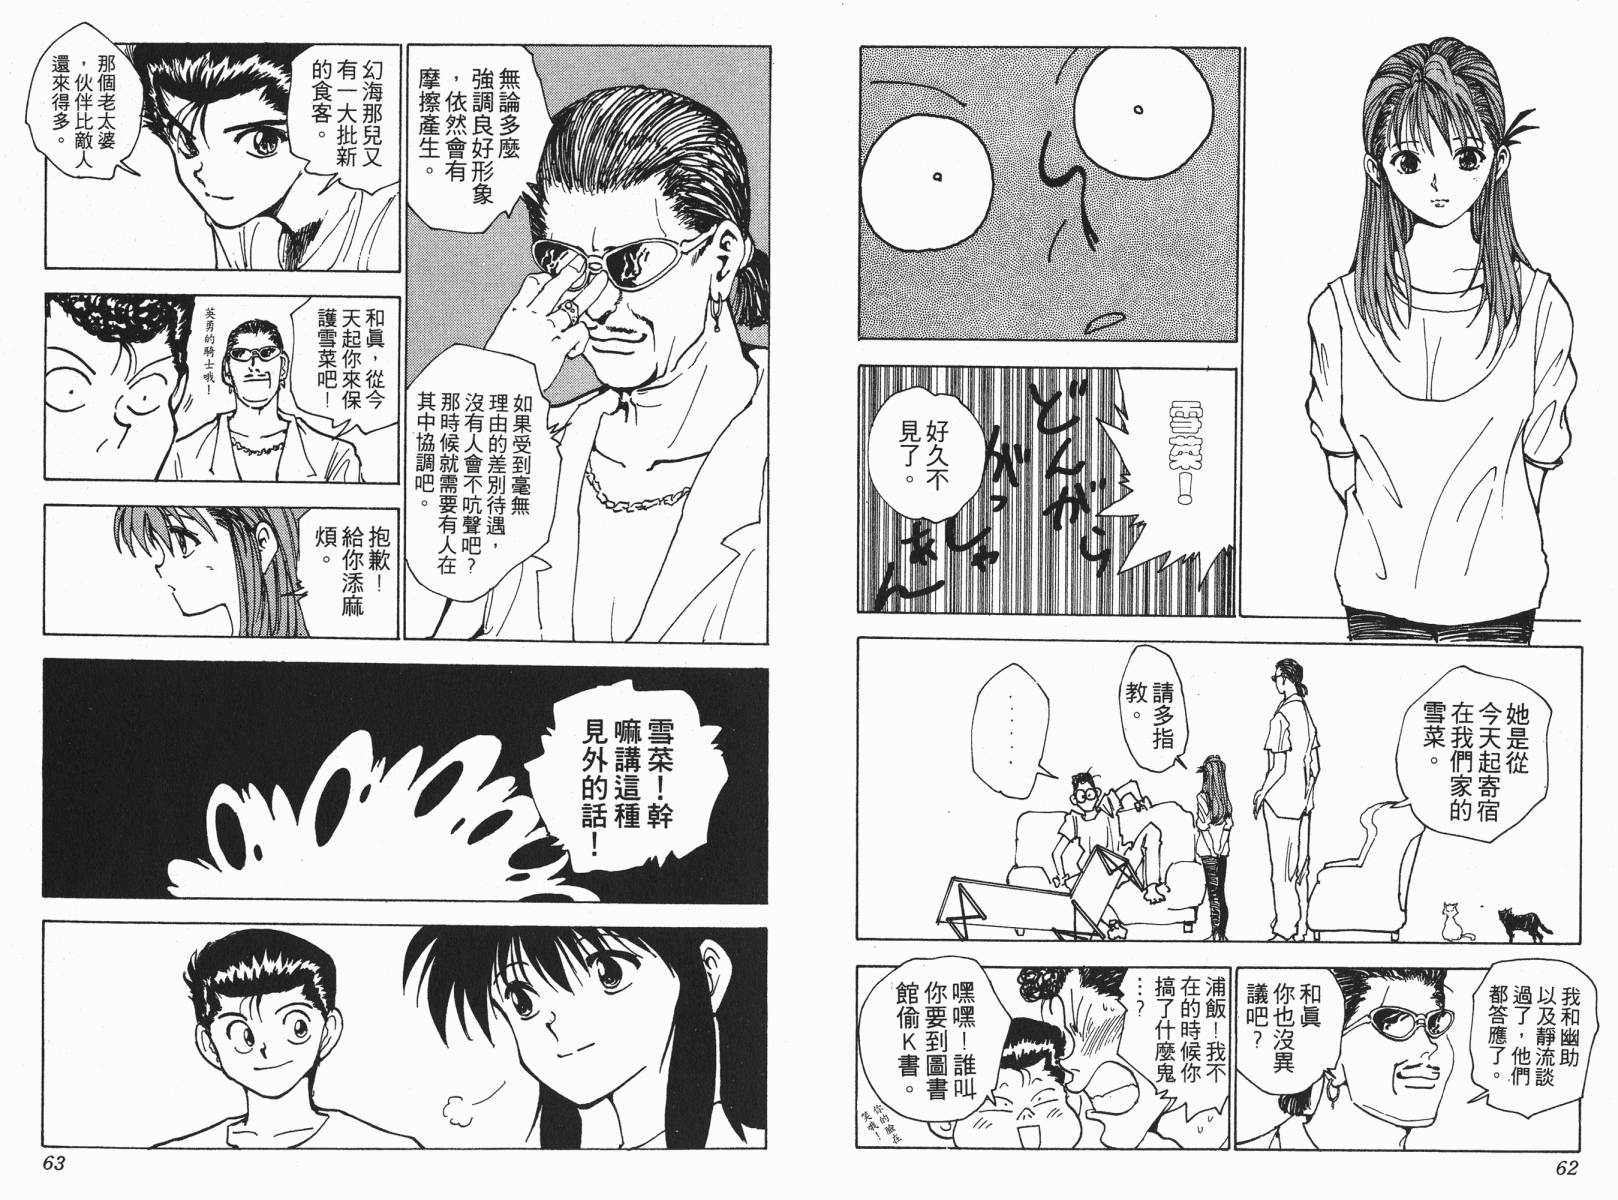 雪菜！
どんがら
がっしゃ
あん
好久不
見了。
她是從
今天起寄宿
在我們家的
雪菜。
請多指
教。
……
我和幽助
以及靜流談
過了，他們
都答應了。
和眞
你也沒異
議吧？
浦飯！我不
在的時候你
搞了什麼鬼
…？
嘿嘿！誰叫
你要到圖書
館偷Ｋ書。
你的臉在
笑哦！
62
無論多麼
強調良好形象
，依然會有
摩擦產生。
如果受到毫無
理由的差別待遇，
沒有人會不吭聲吧？
那時候就需要有人在
其中協調吧。
幻海那兒又
有一大批新
的食客。
那個老太婆
，伙伴比敵人
還來得多。
和眞，從今
天起你來保
護雪菜吧！
英勇的騎士哦！
抱歉！
給你添麻
煩。
雪菜！幹
嘛講這種
見外的話！
63